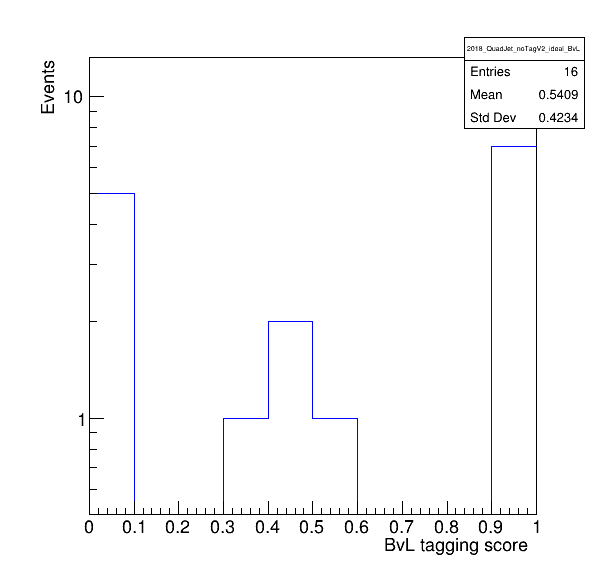 2018_QuadJet_noTagV2_ideal_BvL
Entries 16
Mean 0.5409
Std Dev 0.4234
Events
10
1
0 0.1 0.2 0.3 0.4 0.5 0.6 0.7 0.8 0.9 1
BvL tagging score